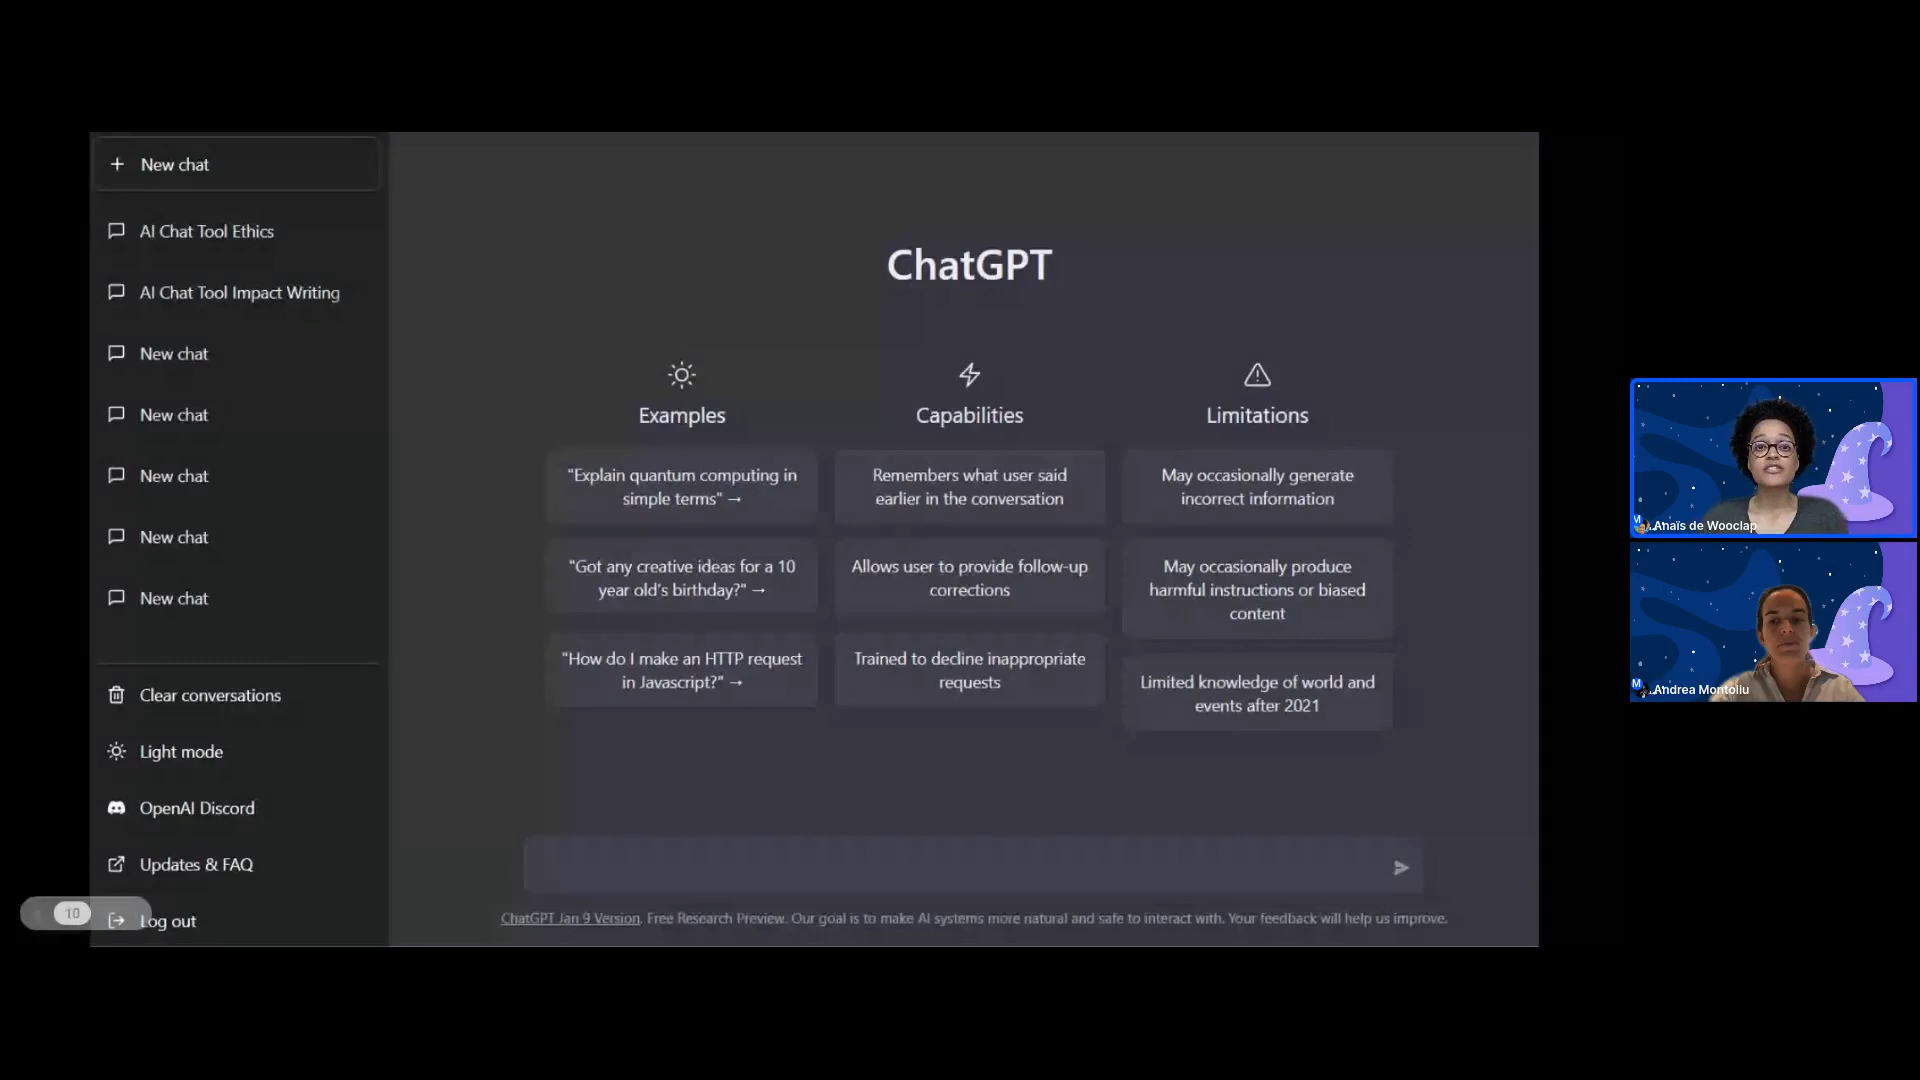 New chat
AI Chat Tool Ethics
AI Chat Tool Impact Writing
New chat
New chat
New chat
New chat
New chat
Clear conversations
Light mode
OpenAI Discord
Updates & FAQ
10
Log out
ChatGPT
Examples
"Explain quantum computing in
simple terms" →
"Got any creative ideas for a 10
year old's birthday?" →
"How do I make an HTTP request
in Javascript?" →
Capabilities
Remembers what user said
earlier in the conversation
Allows user to provide follow-up
corrections
Trained to decline inappropriate
requests
Limitations
May occasionally generate
incorrect information
May occasionally produce
harmful instructions or biased
content
Limited knowledge of world and
events after 2021
ChatGPT Jan 9 Version. Free Research Preview. Our goal is to make AI systems more natural and safe to interact with. Your feedback will help us improve.
M
Anaïs de Wooclap
M
Andrea Montoliu